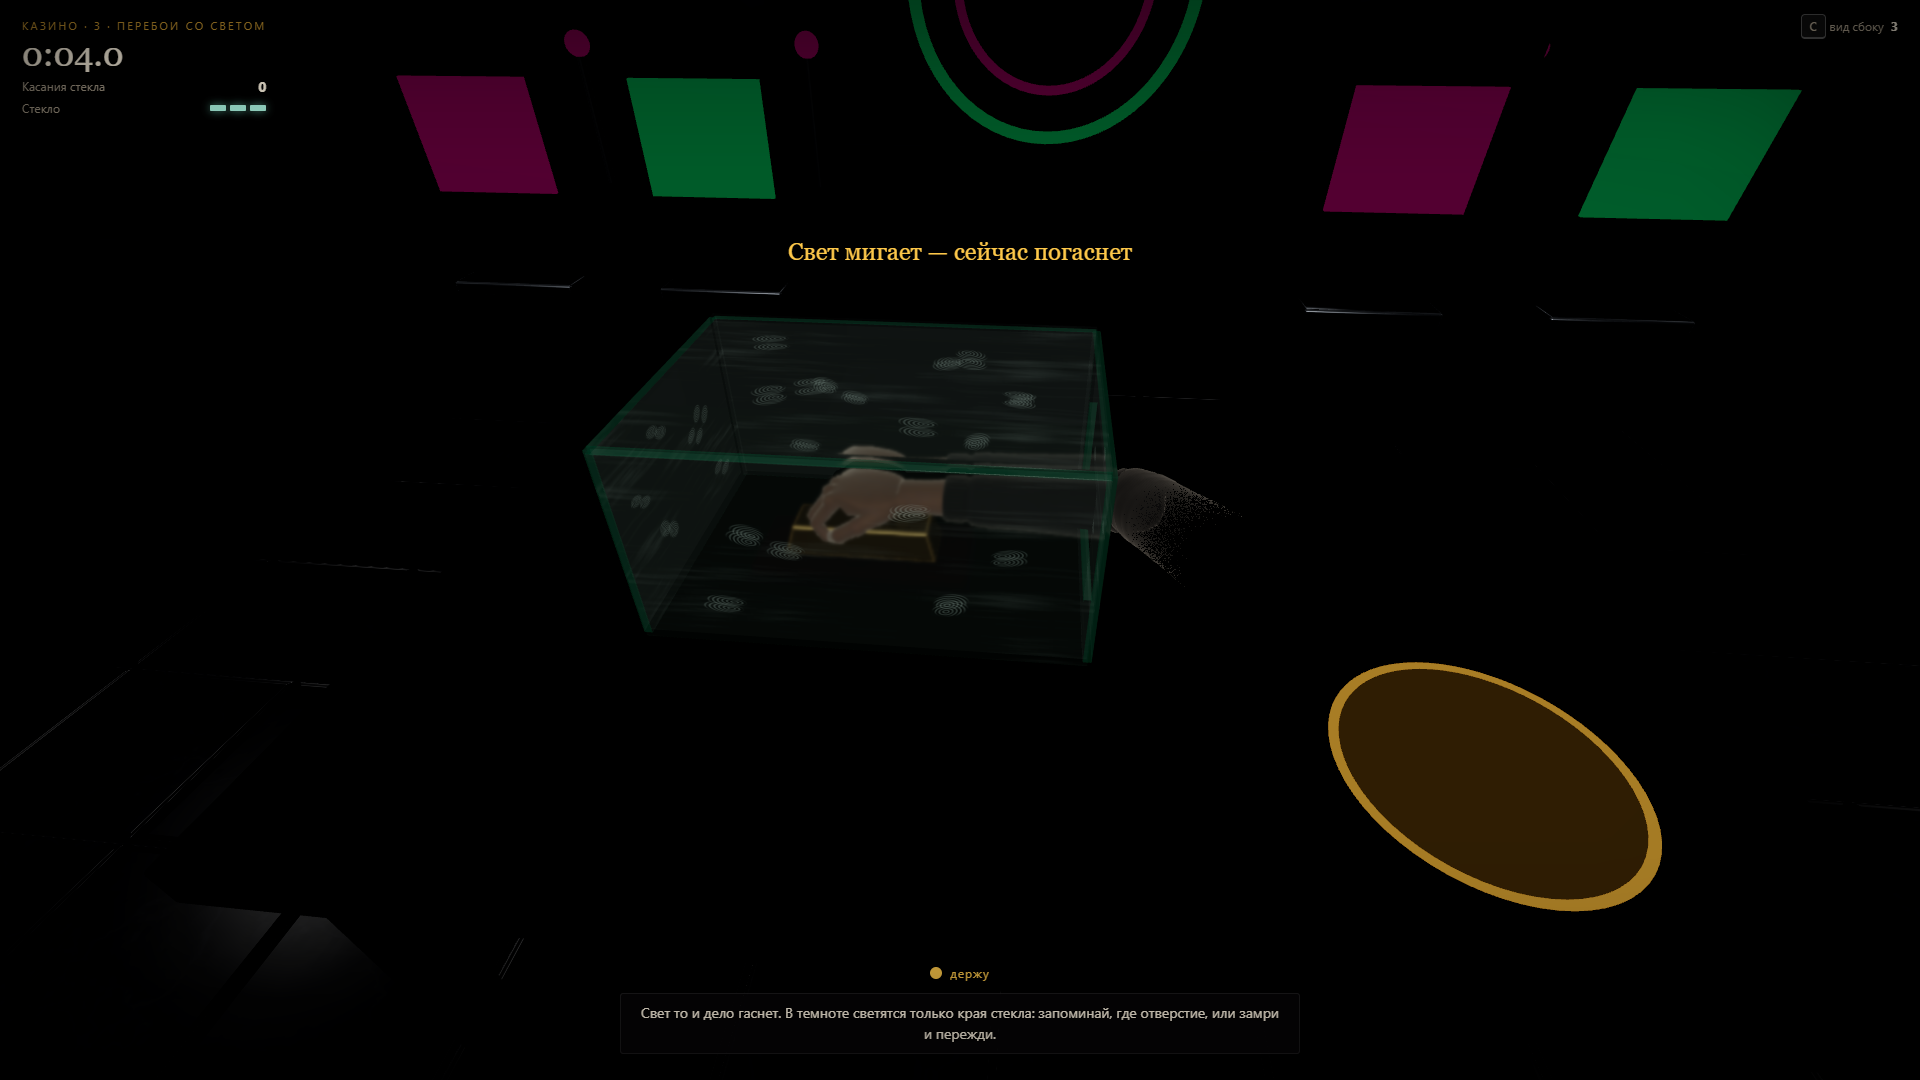 КАЗИНО · 3 · ПЕРЕБОИ СО СВЕТОМ
0:04.0
Касания стекла 0
Стекло
C вид сбоку 3
Свет мигает — сейчас погаснет
держу
Свет то и дело гаснет. В темноте светятся только края стекла: запоминай, где отверстие, или замри
и пережди.